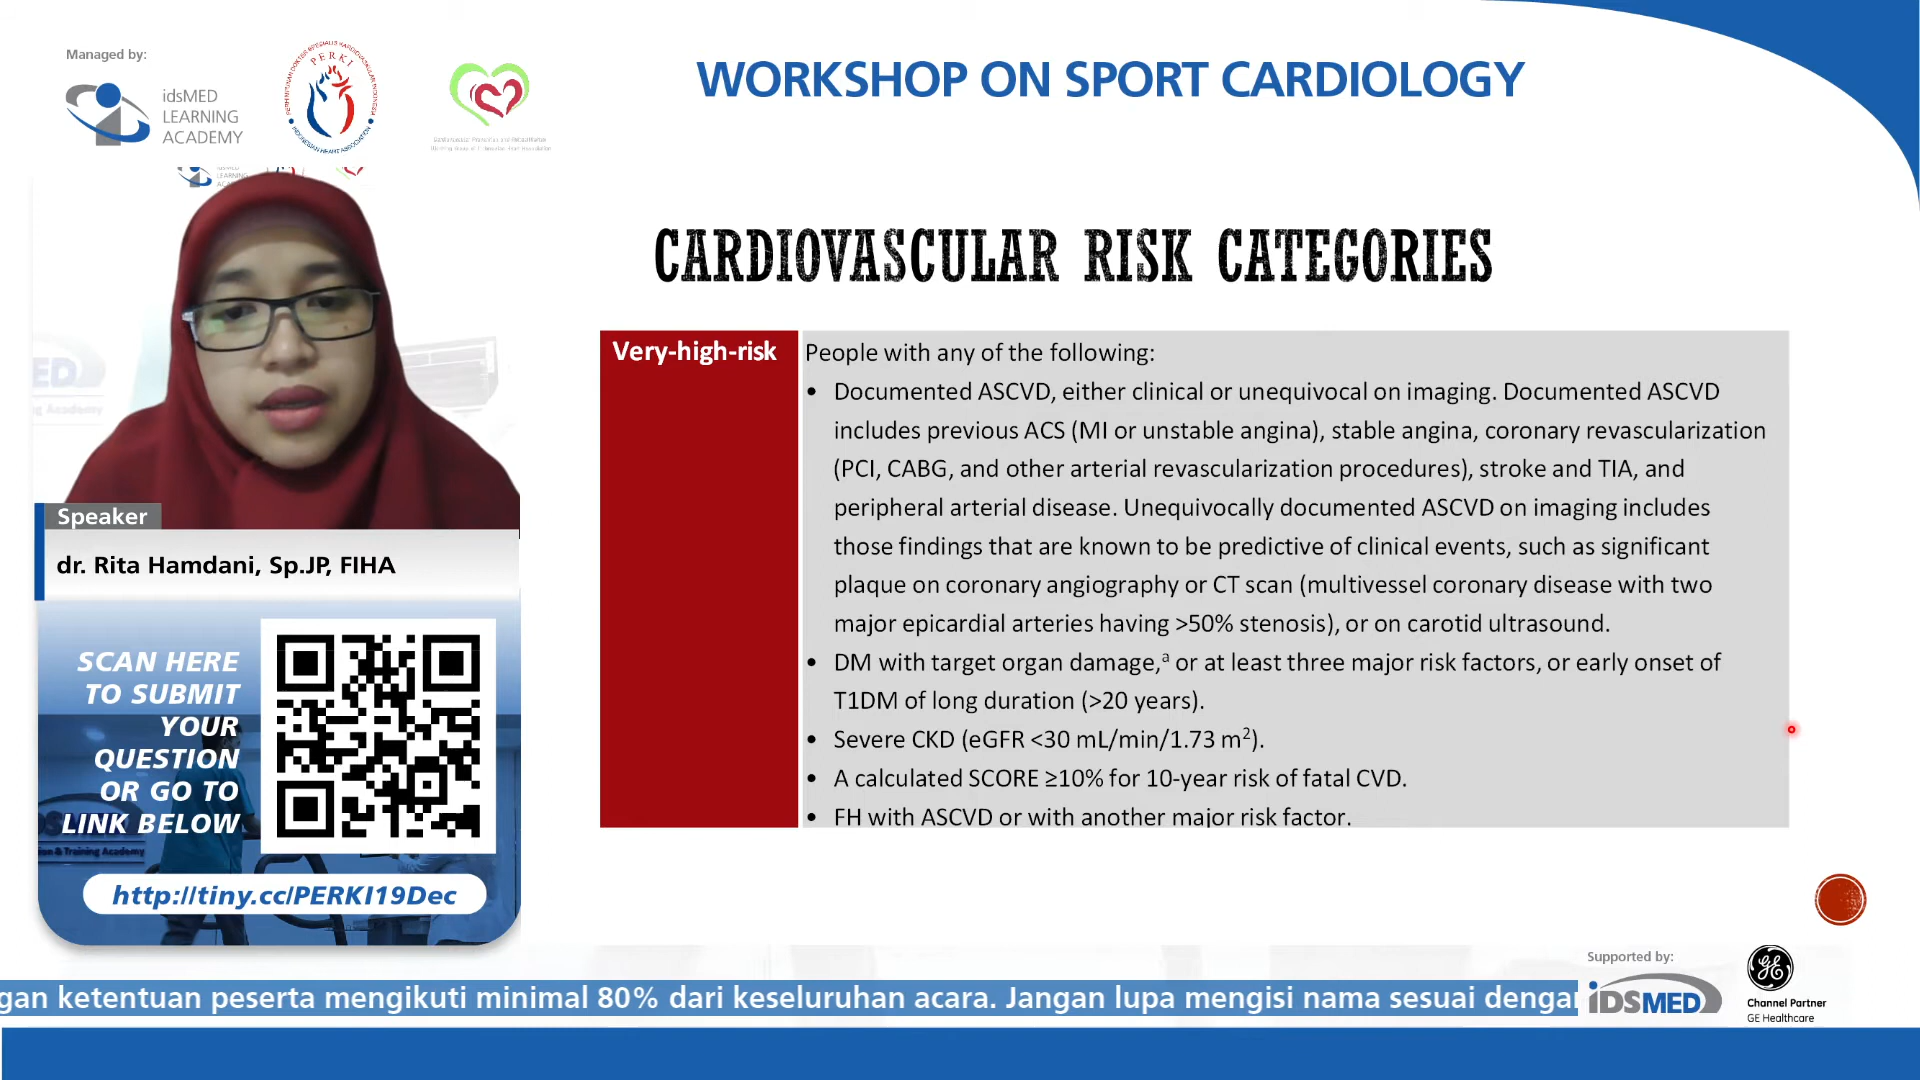 Managed by:
idsMED
LEARNING
ACADEMY
PERKI
INDONESIAN HEART ASSOCIATION
WORKSHOP ON SPORT CARDIOLOGY
CARDIOVASCULAR RISK CATEGORIES
Very-high-risk
People with any of the following:
• Documented ASCVD, either clinical or unequivocal on imaging. Documented ASCVD
includes previous ACS (MI or unstable angina), stable angina, coronary revascularization
(PCI, CABG, and other arterial revascularization procedures), stroke and TIA, and
peripheral arterial disease. Unequivocally documented ASCVD on imaging includes
those findings that are known to be predictive of clinical events, such as significant
plaque on coronary angiography or CT scan (multivessel coronary disease with two
major epicardial arteries having >50% stenosis), or on carotid ultrasound.
• DM with target organ damage,ᵃ or at least three major risk factors, or early onset of
T1DM of long duration (>20 years).
• Severe CKD (eGFR <30 mL/min/1.73 m²).
• A calculated SCORE ≥10% for 10-year risk of fatal CVD.
• FH with ASCVD or with another major risk factor.
Speaker
dr. Rita Hamdani, Sp.JP, FIHA
SCAN HERE
TO SUBMIT
YOUR
QUESTION
OR GO TO
LINK BELOW
http://tiny.cc/PERKI19Dec
gan ketentuan peserta mengikuti minimal 80% dari keseluruhan acara. Jangan lupa mengisi nama sesuai dengan
Supported by:
iDSMED
GE
Channel Partner
GE Healthcare